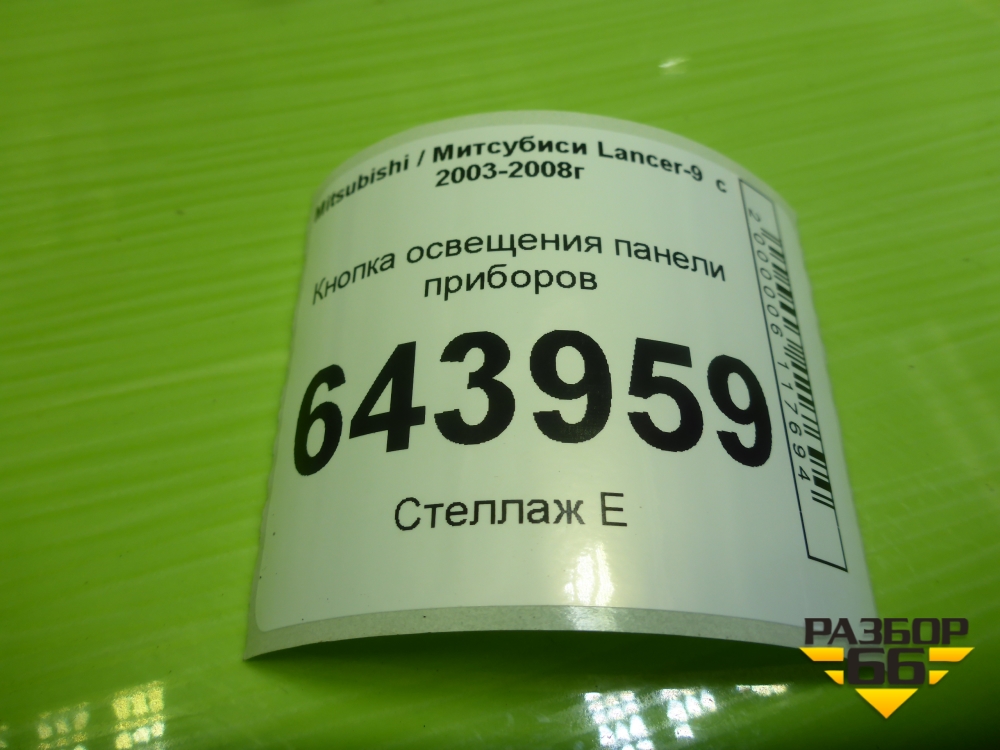 Mitsubishi / Митсубиси Lancer-9 с
2003-2008г
Кнопка освещения панели
приборов
643959
Стеллаж Е
2000006117694
РАЗБОР
66